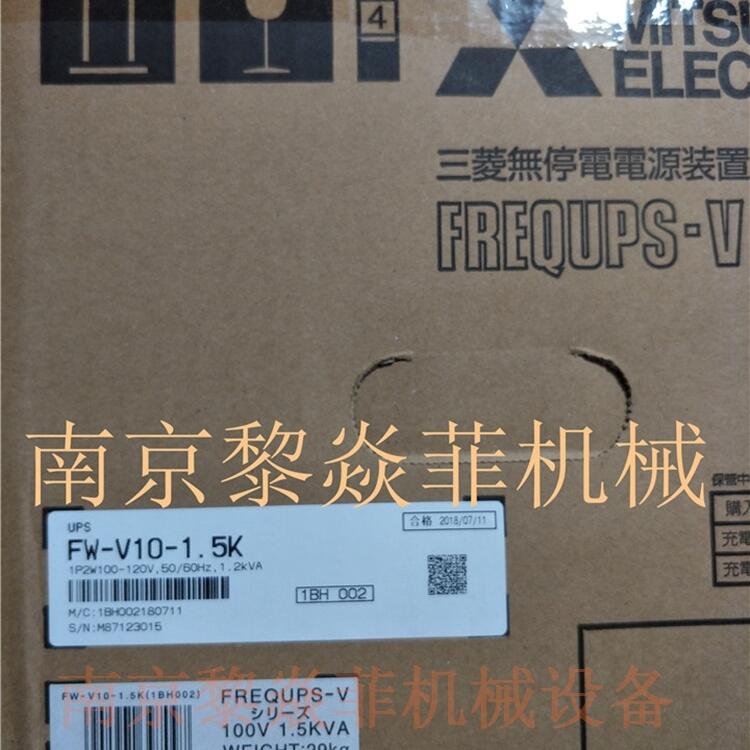 4
MITSU
ELEC
三菱無停電電源装置
FREQUPS-V
南京黎焱菲机械
保管中
購入
充電
充電
UPS
合格 2018/07/11
FW-V10-1.5K
1P2W100-120V,50/60Hz,1.2kVA
1BH 002
M/C:1BH002180711
S/N:M87123015
南京黎焱菲机械设备
FW-V10-1.5K(1BH002)
FREQUPS-V
シリーズ
100V 1.5KVA
WEIGHT:29kg